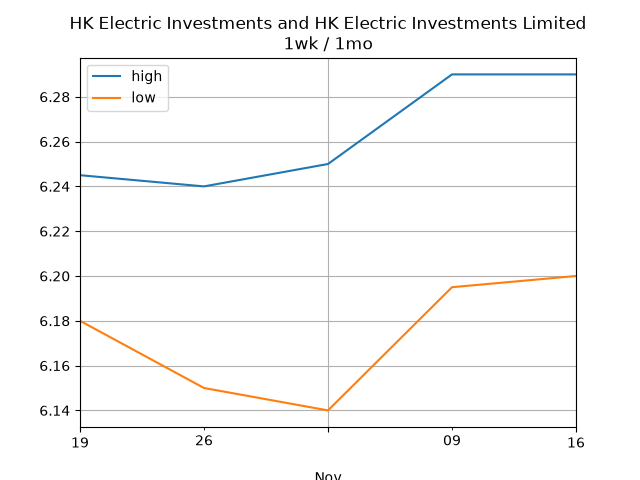 HK Electric Investments and HK Electric Investments Limited
1wk / 1mo
high
low
6.28
6.26
6.24
6.22
6.20
6.18
6.16
6.14
19
26
09
16
Nov